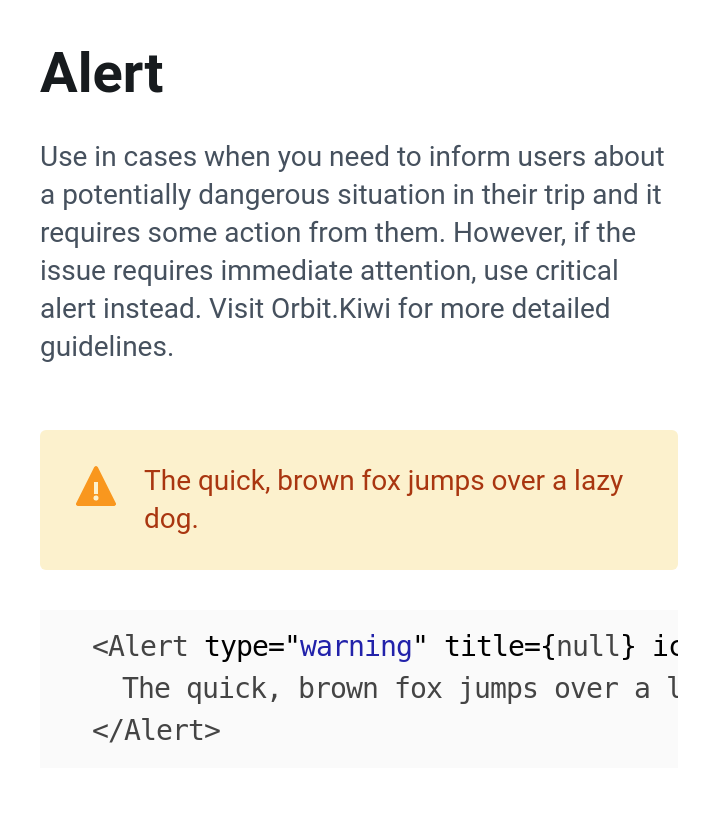 Alert
Use in cases when you need to inform users about
a potentially dangerous situation in their trip and it
requires some action from them. However, if the
issue requires immediate attention, use critical
alert instead. Visit Orbit.Kiwi for more detailed
guidelines.
The quick, brown fox jumps over a lazy
dog.
<Alert type="warning" title={null} ic
The quick, brown fox jumps over a l
</Alert>